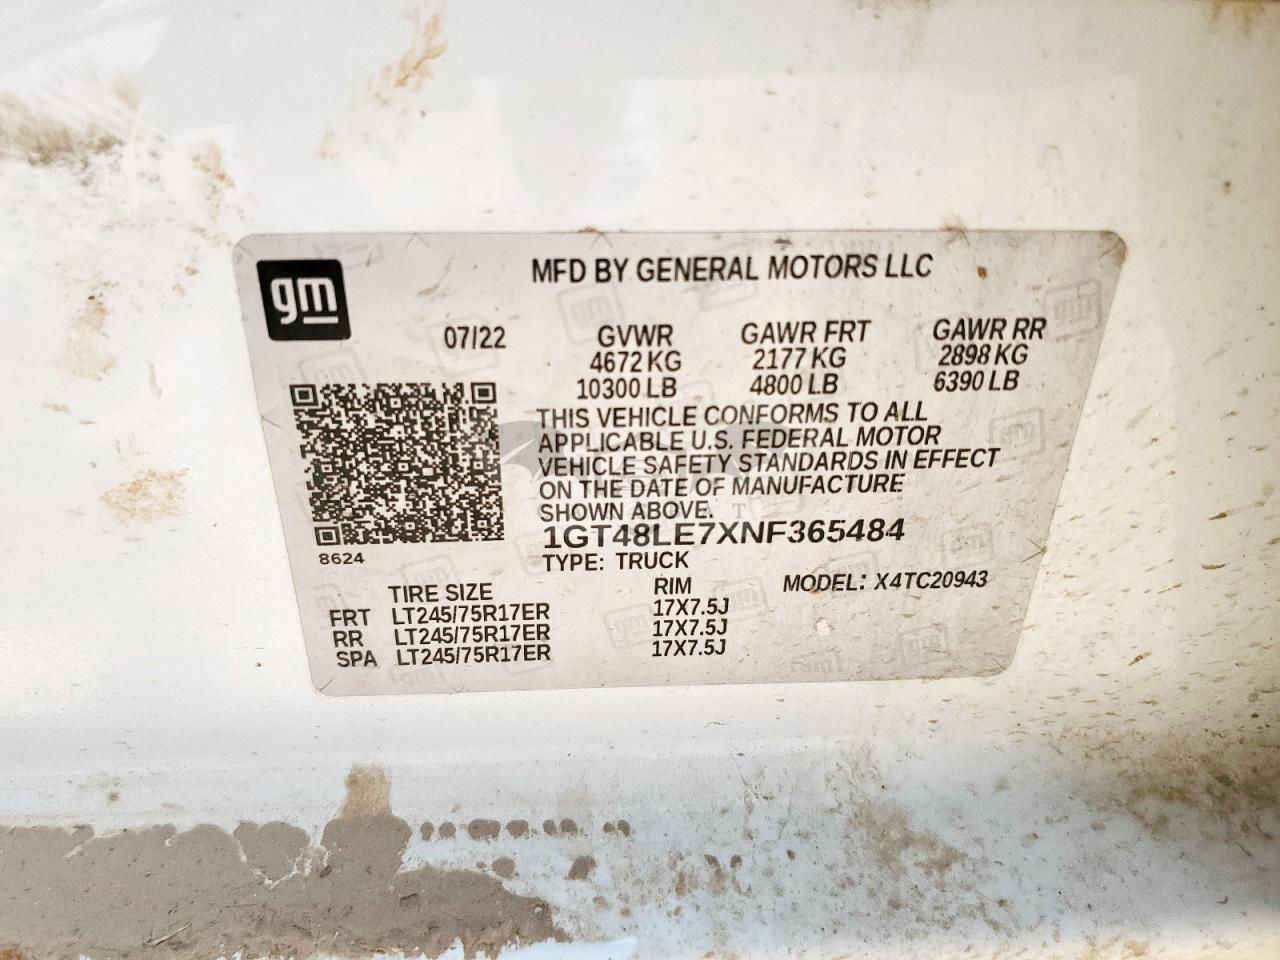 gm
MFD BY GENERAL MOTORS LLC
07/22 GVWR GAWR FRT GAWR RR
4672 KG 2177 KG 2898 KG
10300 LB 4800 LB 6390 LB
THIS VEHICLE CONFORMS TO ALL
APPLICABLE U.S. FEDERAL MOTOR
VEHICLE SAFETY STANDARDS IN EFFECT
ON THE DATE OF MANUFACTURE
SHOWN ABOVE.
1GT48LE7XNF365484
8624
TYPE: TRUCK
TIRE SIZE RIM MODEL: X4TC20943
FRT LT245/75R17ER 17X7.5J
RR LT245/75R17ER 17X7.5J
SPA LT245/75R17ER 17X7.5J